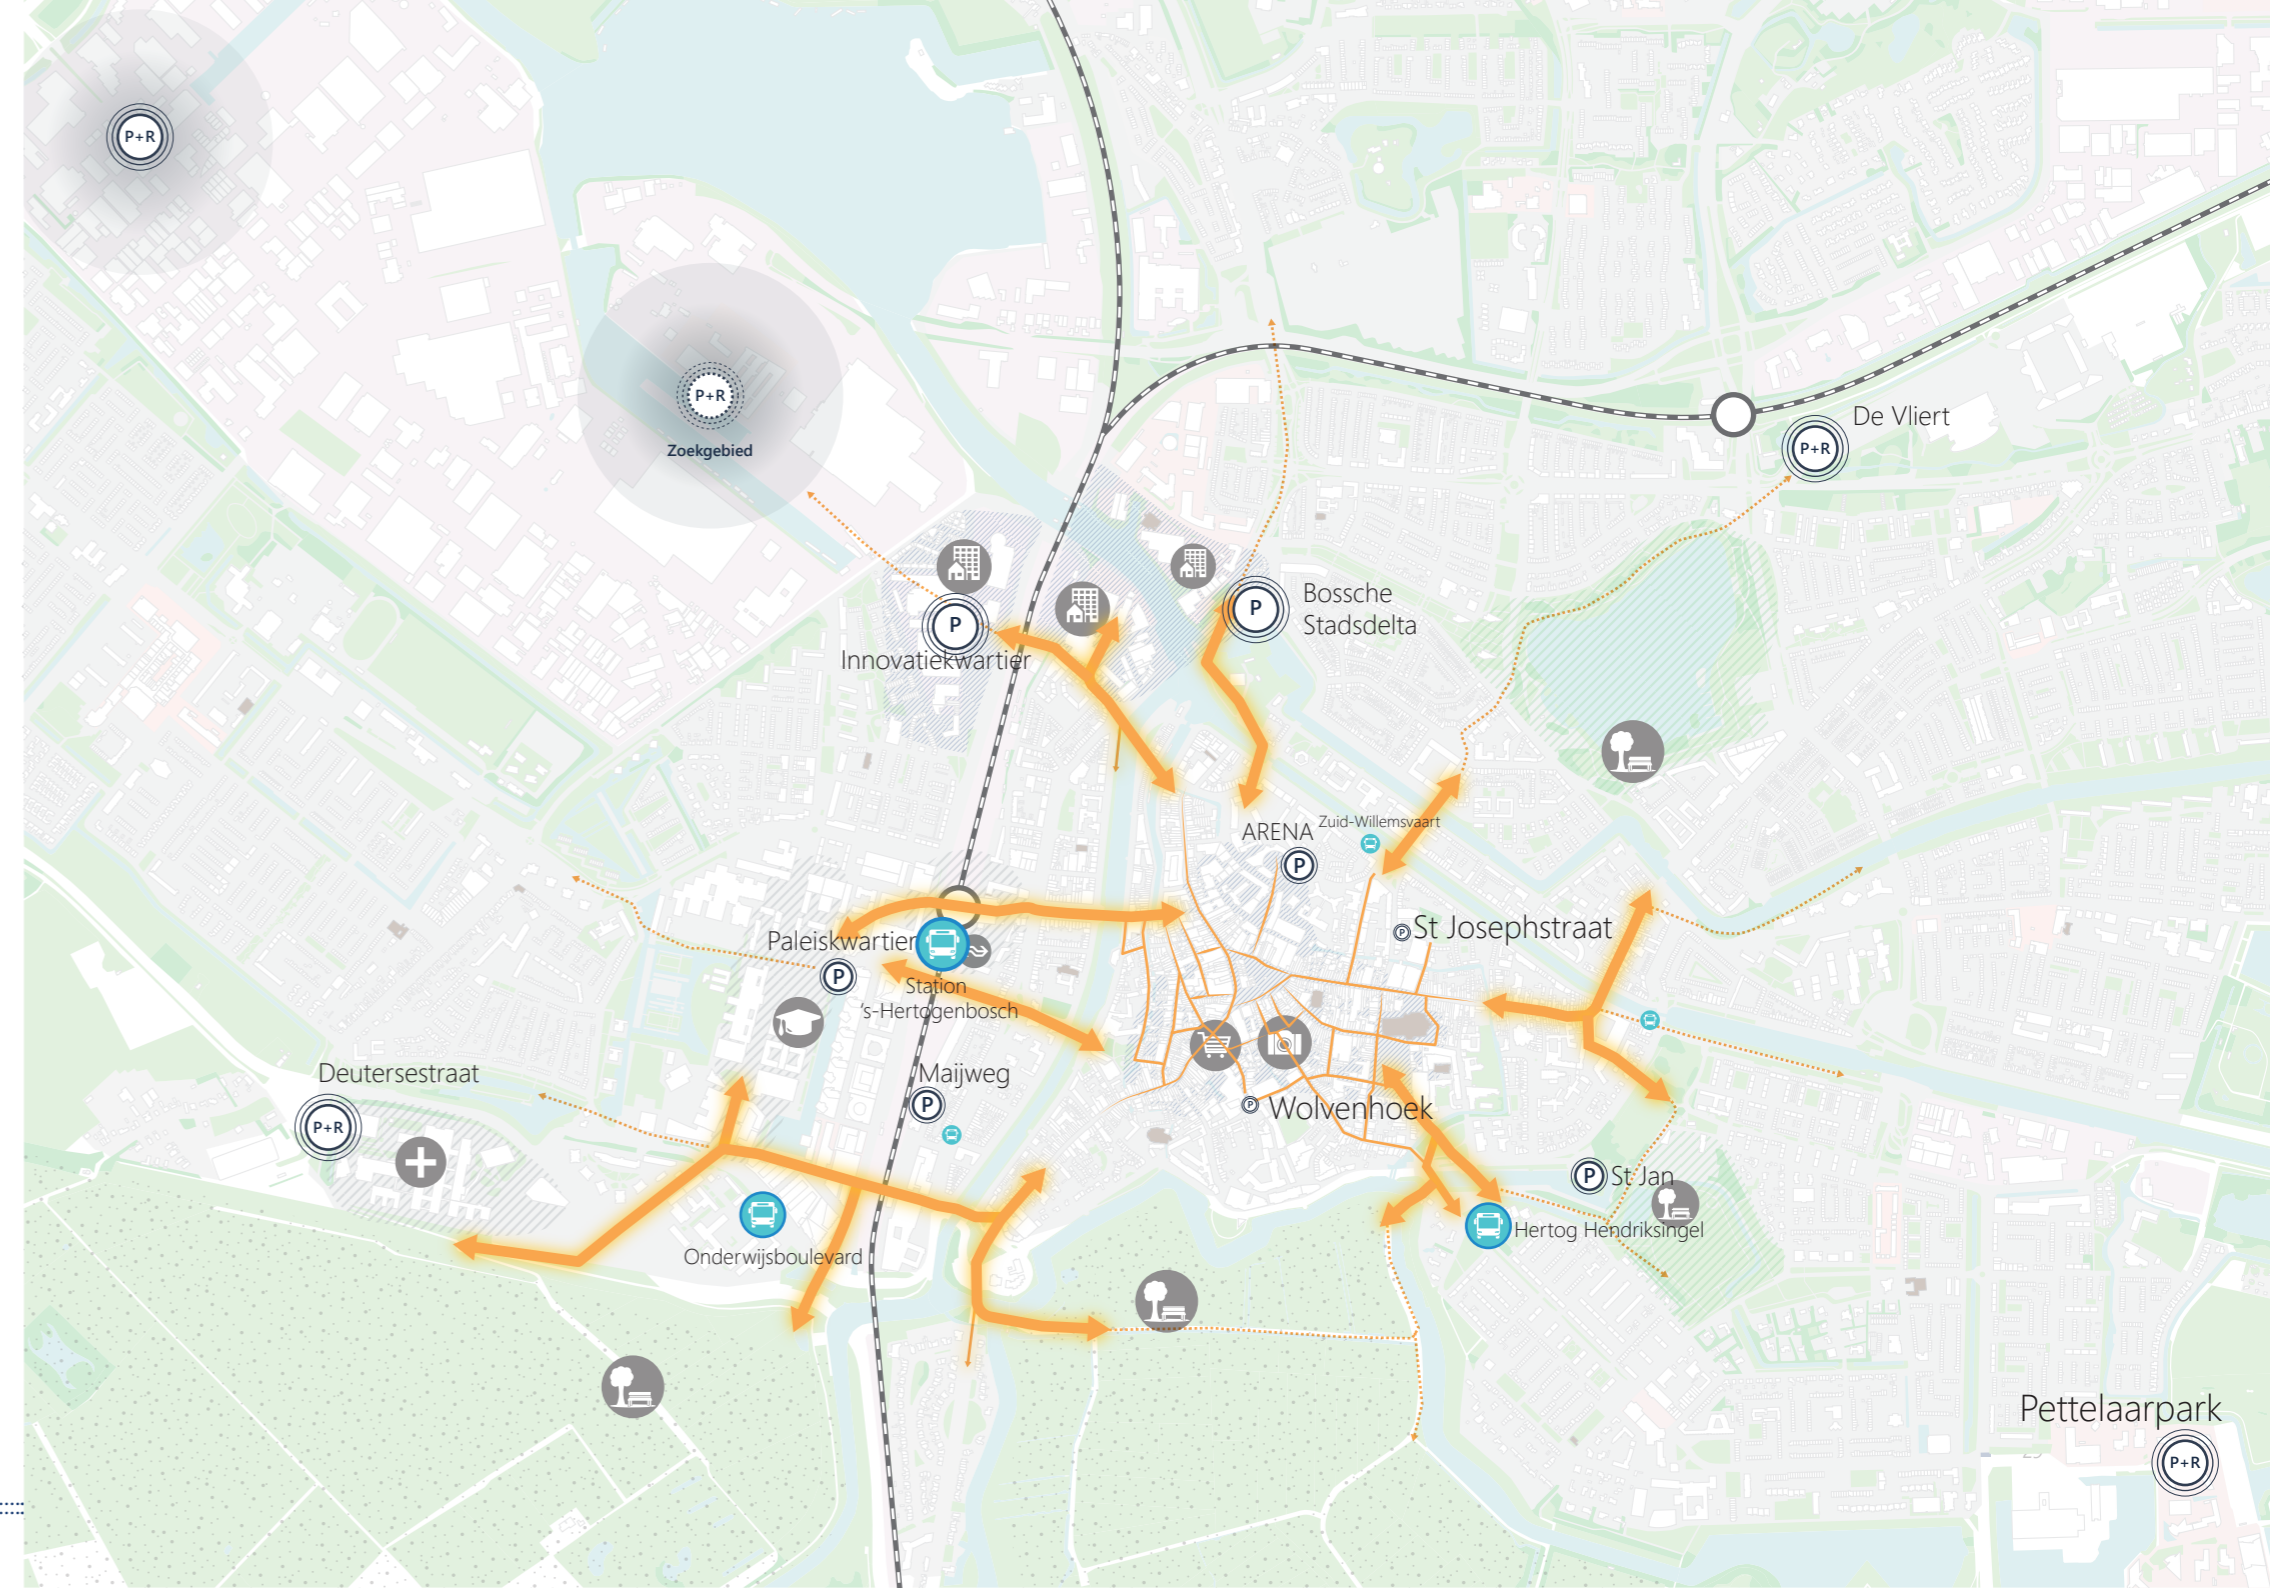 P+R
P+R
Zoekgebied
De Vliert
P+R
P
Innovatiekwartier
P
Bossche
Stadsdelta
ARENA
P
Zuid-Willemsvaart
P
St Josephstraat
Paleiskwartier
P
Station
's-Hertogenbosch
Deutersestraat
P+R
Maijweg
P
P
Wolvenhoek
P
St Jan
Hertog Hendriksingel
Onderwijsboulevard
Pettelaarpark
P+R